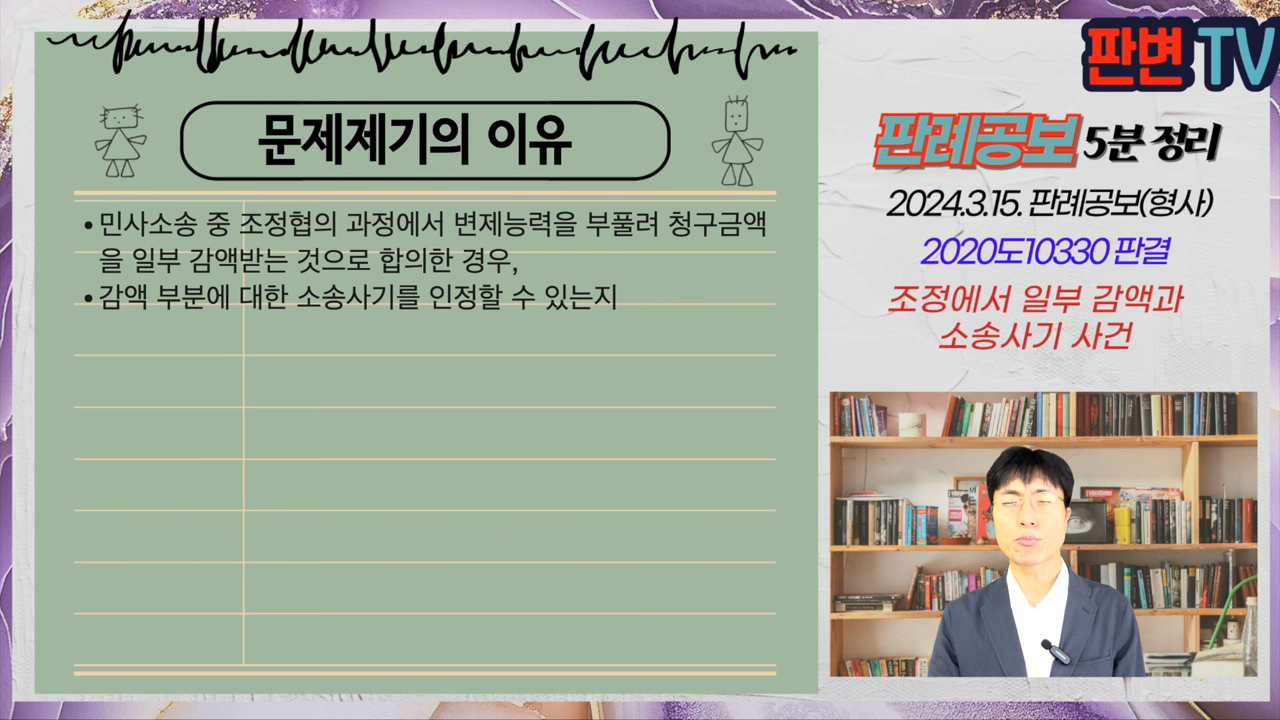 판변 TV
문제제기의 이유
• 민사소송 중 조정협의 과정에서 변제능력을 부풀려 청구금액
을 일부 감액받는 것으로 합의한 경우,
• 감액 부분에 대한 소송사기를 인정할 수 있는지
판례공보 5분 정리
2024.3.15. 판례공보(형사)
2020도10330 판결
조정에서 일부 감액과
소송사기 사건